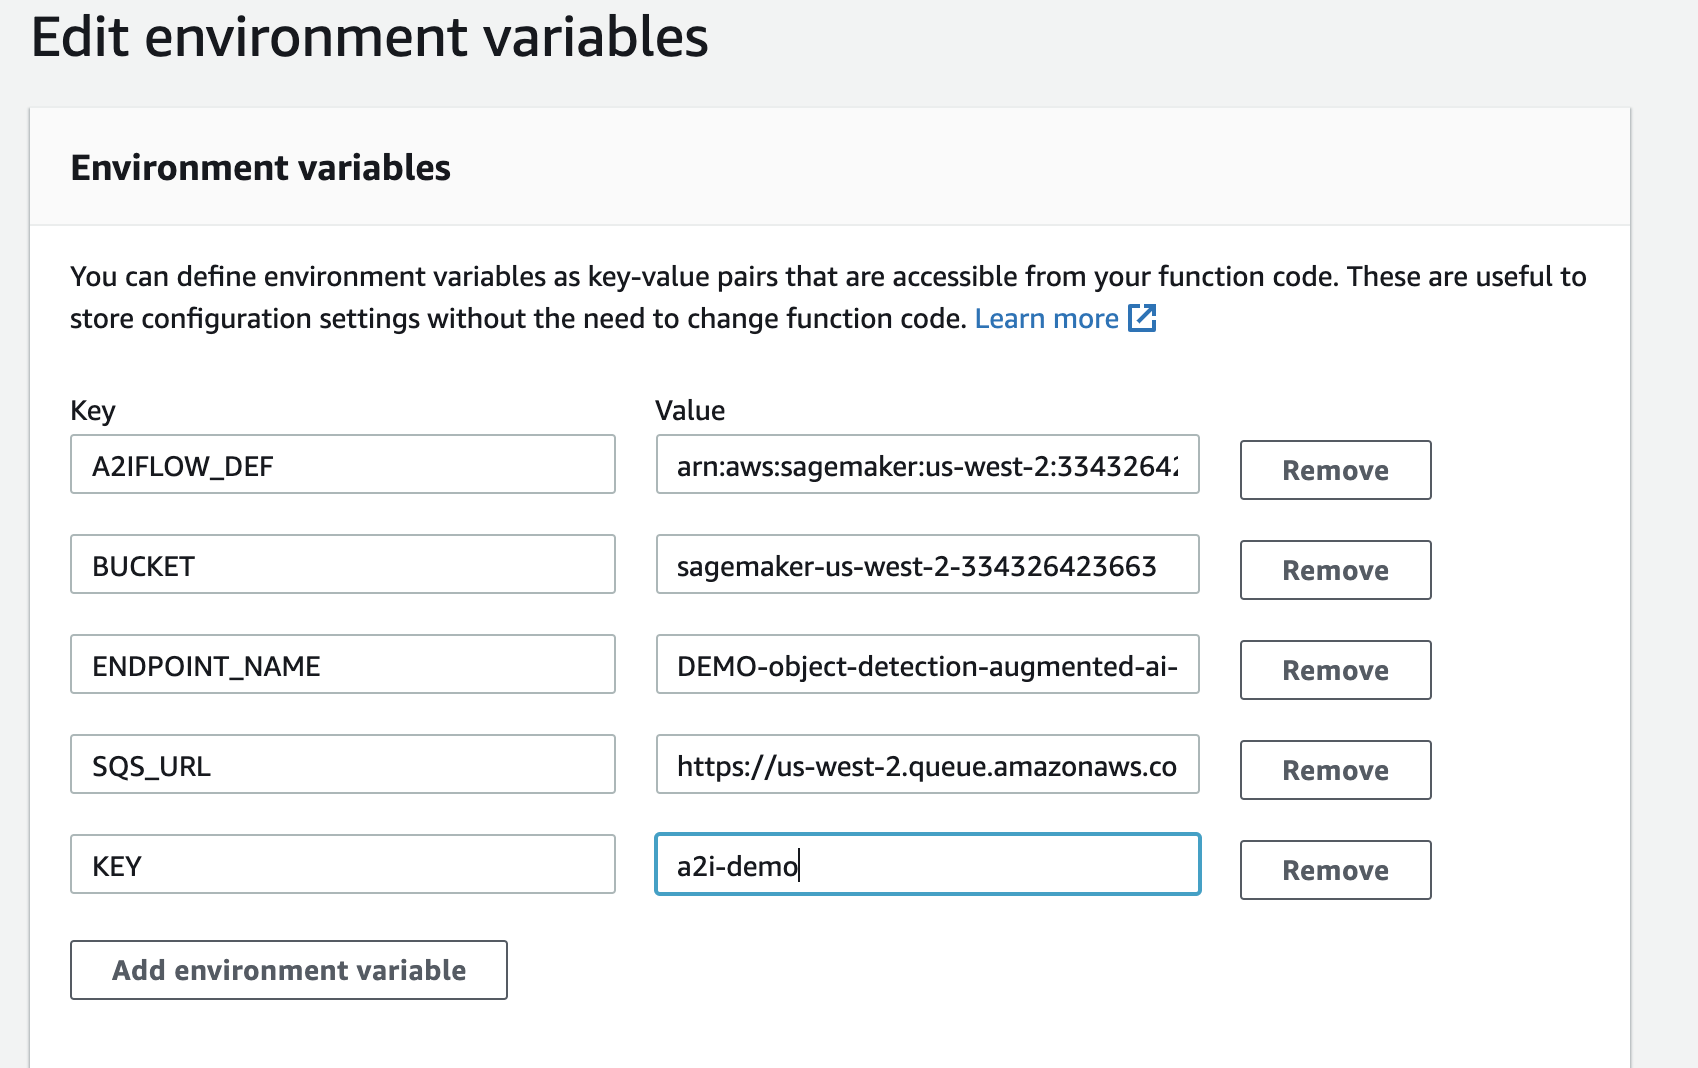 Edit environment variables
Environment variables
You can define environment variables as key-value pairs that are accessible from your function code. These are useful to
store configuration settings without the need to change function code. Learn more
Key Value
A2IFLOW_DEF arn:aws:sagemaker:us-west-2:33432642 Remove
BUCKET sagemaker-us-west-2-334326423663 Remove
ENDPOINT_NAME DEMO-object-detection-augmented-ai- Remove
SQS_URL https://us-west-2.queue.amazonaws.co Remove
KEY a2i-demo Remove
Add environment variable